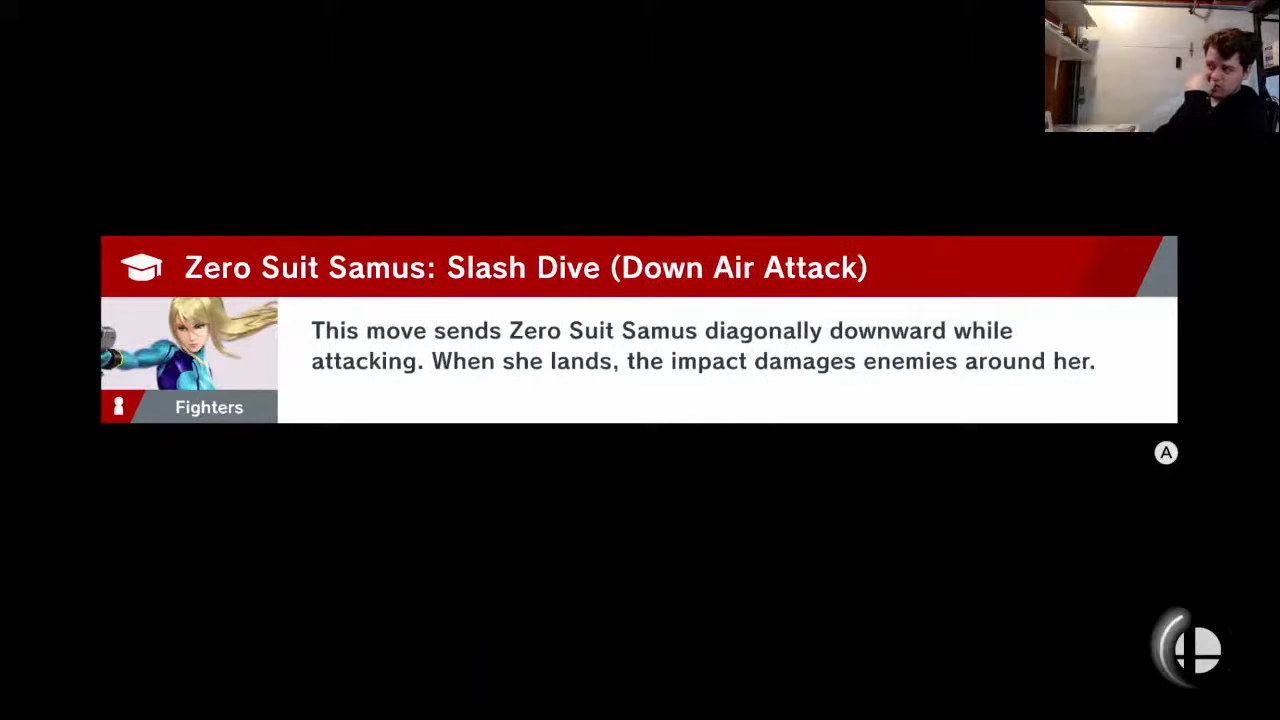 Zero Suit Samus: Slash Dive (Down Air Attack)
This move sends Zero Suit Samus diagonally downward while
attacking. When she lands, the impact damages enemies around her.
Fighters
A